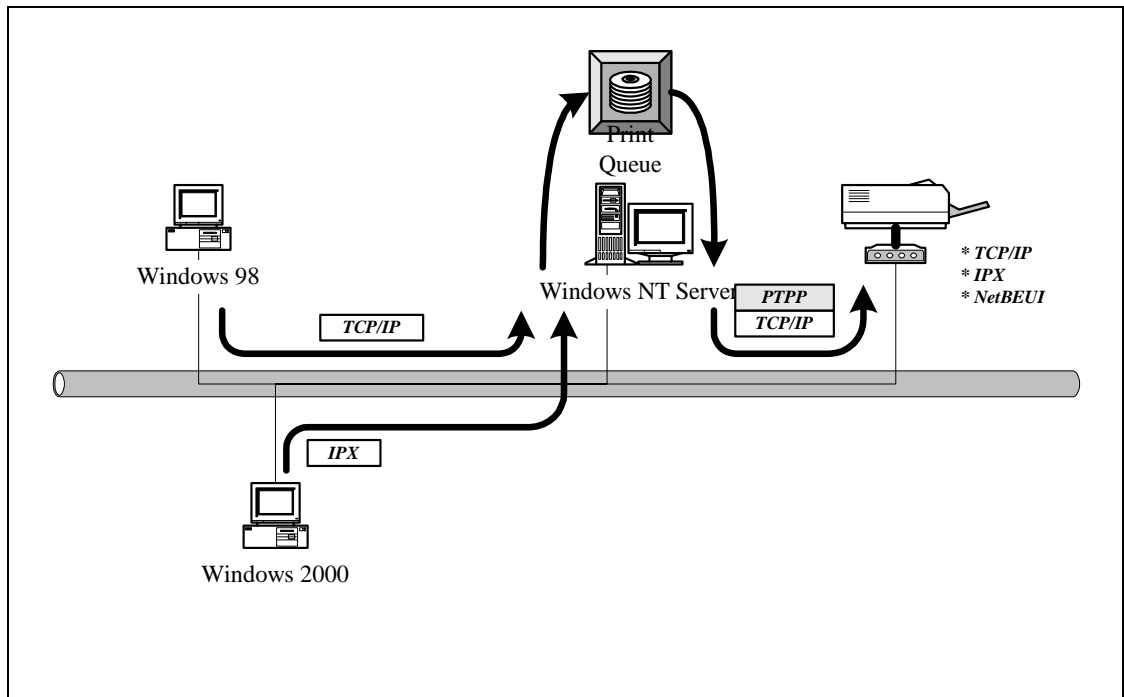 Print
Queue
Windows 98
Windows NT Server
* TCP/IP
* IPX
* NetBEUI
PTPP
TCP/IP
TCP/IP
IPX
Windows 2000